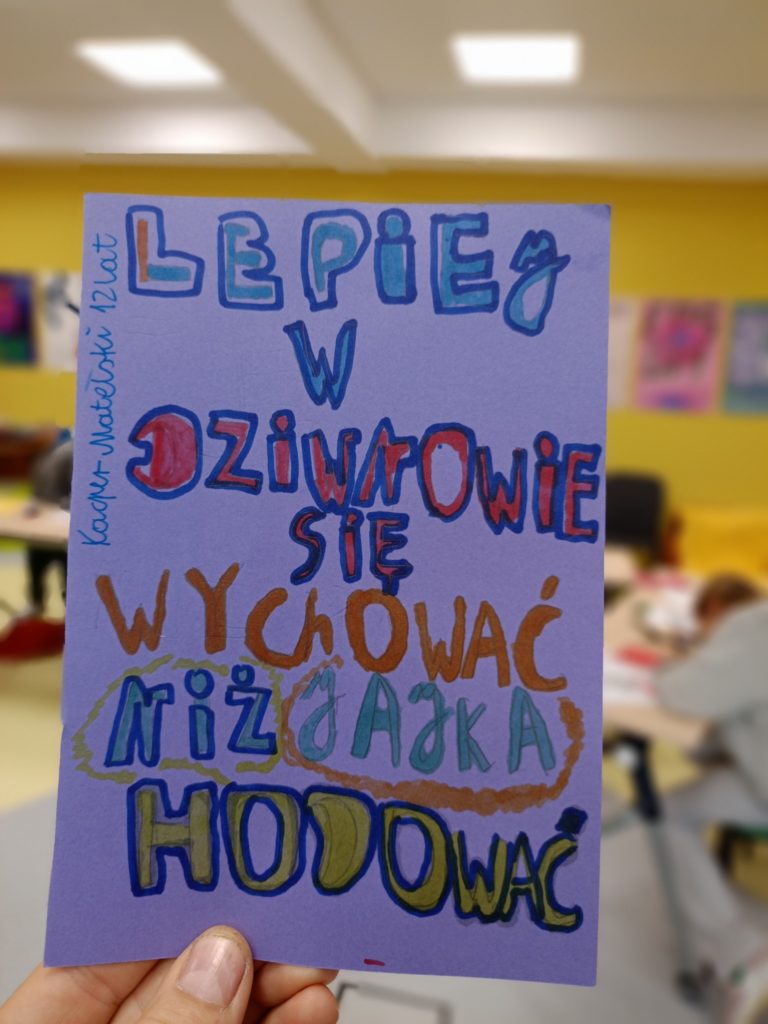 LEPIEJ
W
DZIWNOWIE
SIĘ
WYChOWAĆ
NIŻ JAJKA
HODOWAĆ
Kacper Matelski 12 lat